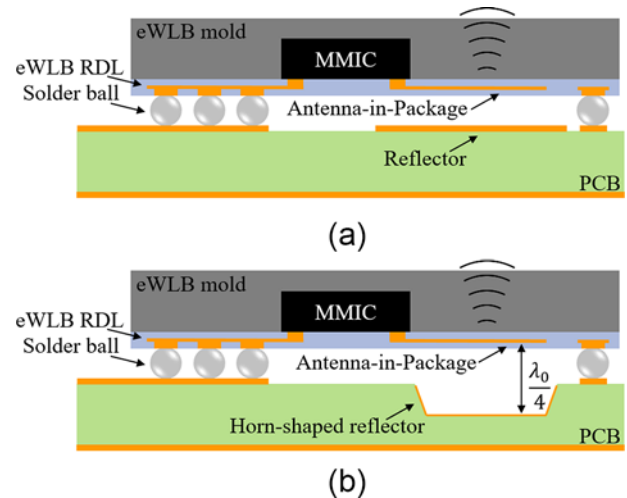 eWLB mold
MMIC
eWLB RDL
Solder ball
Antenna-in-Package
Reflector
PCB
(a)
eWLB mold
MMIC
eWLB RDL
Solder ball
Antenna-in-Package
λ₀/4
Horn-shaped reflector
PCB
(b)